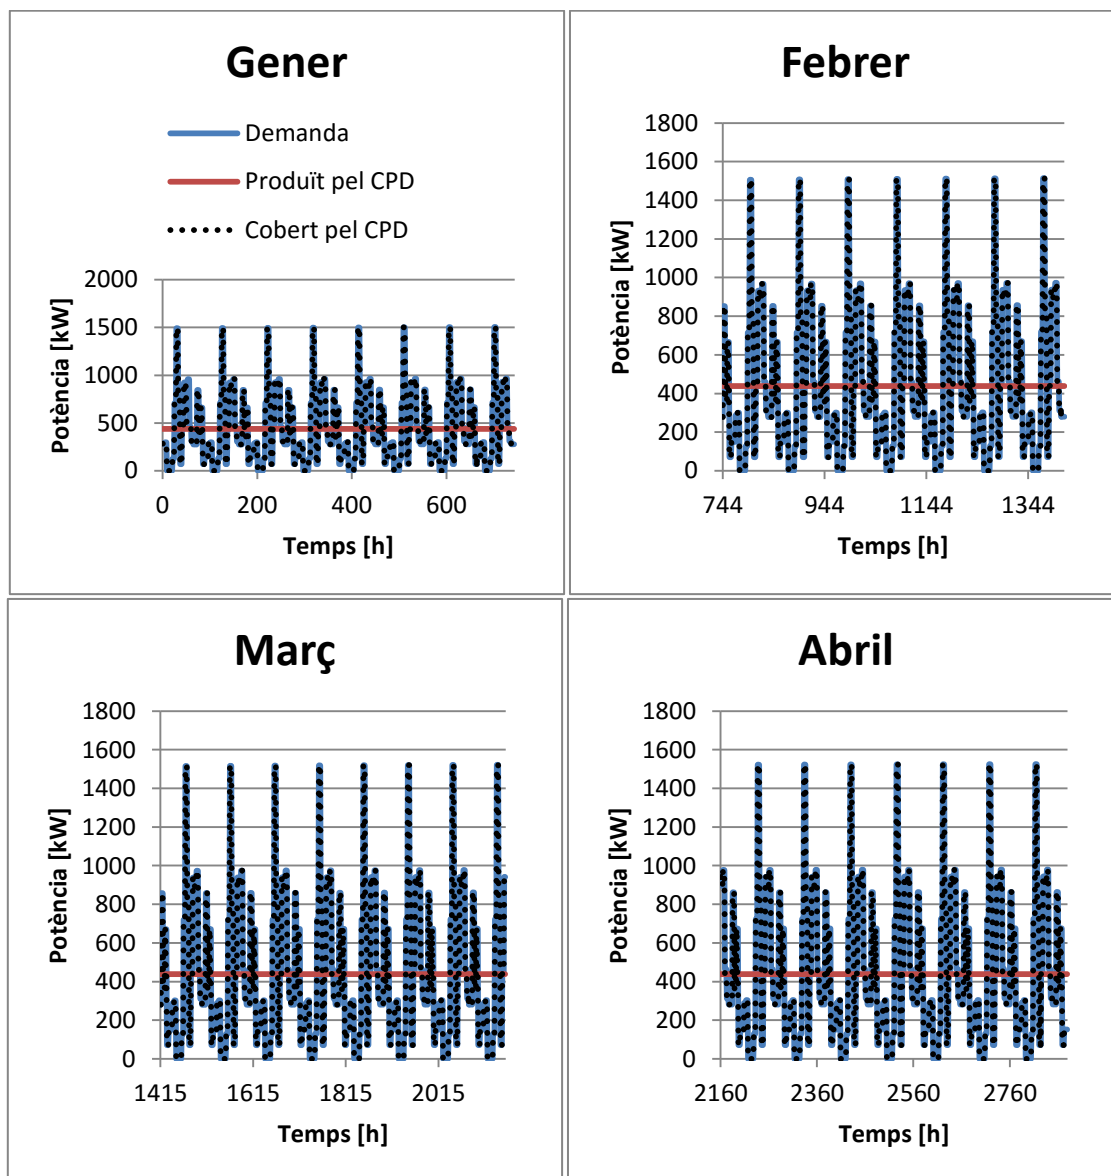 Gener
Demanda
Produït pel CPD
Cobert pel CPD
2000
1500
1000
500
0
0 200 400 600
Potència [kW]
Temps [h]
Febrer
1800
1600
1400
1200
1000
800
600
400
200
0
744 944 1144 1344
Potència [kW]
Temps [h]
Març
1800
1600
1400
1200
1000
800
600
400
200
0
1415 1615 1815 2015
Potència [kW]
Temps [h]
Abril
1800
1600
1400
1200
1000
800
600
400
200
0
2160 2360 2560 2760
Potència [kW]
Temps [h]